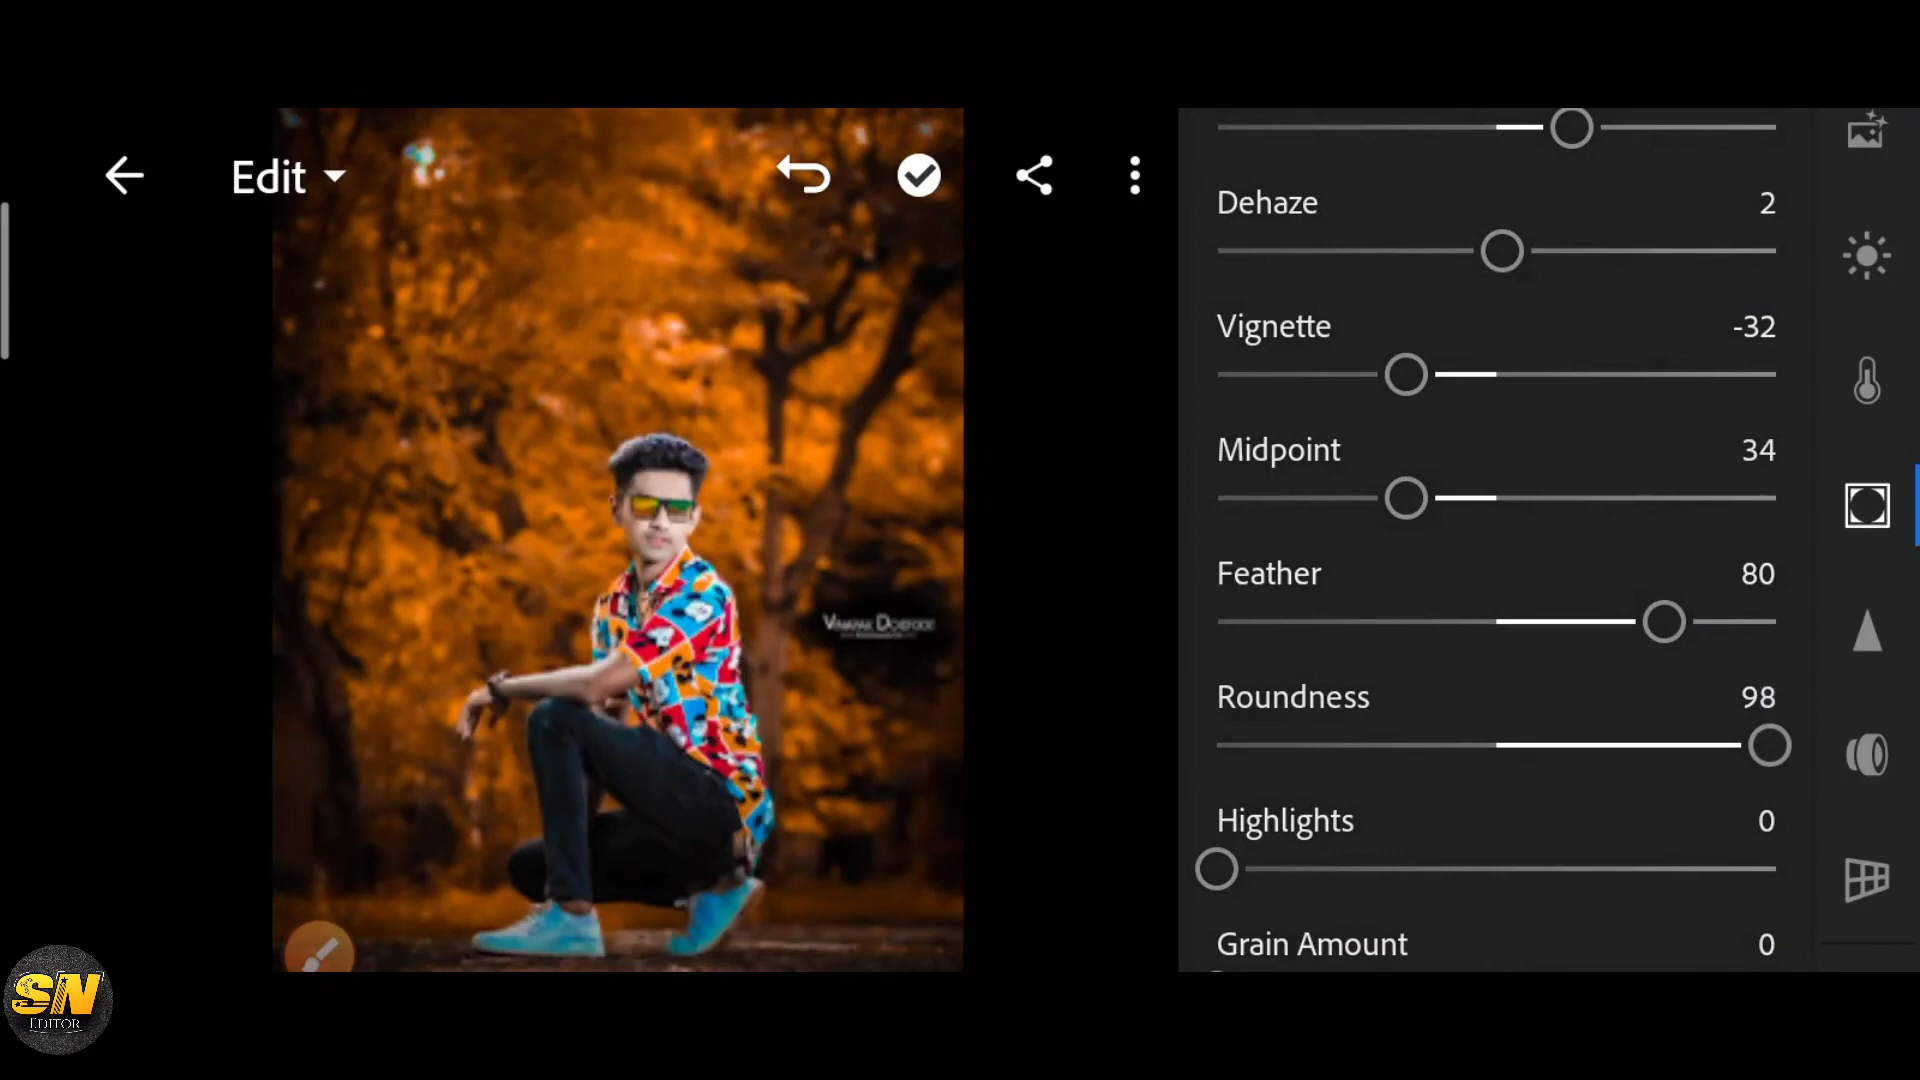 Edit
Dehaze 2
Vignette -32
Midpoint 34
Feather 80
Roundness 98
Highlights 0
Grain Amount 0
SN
EDITOR